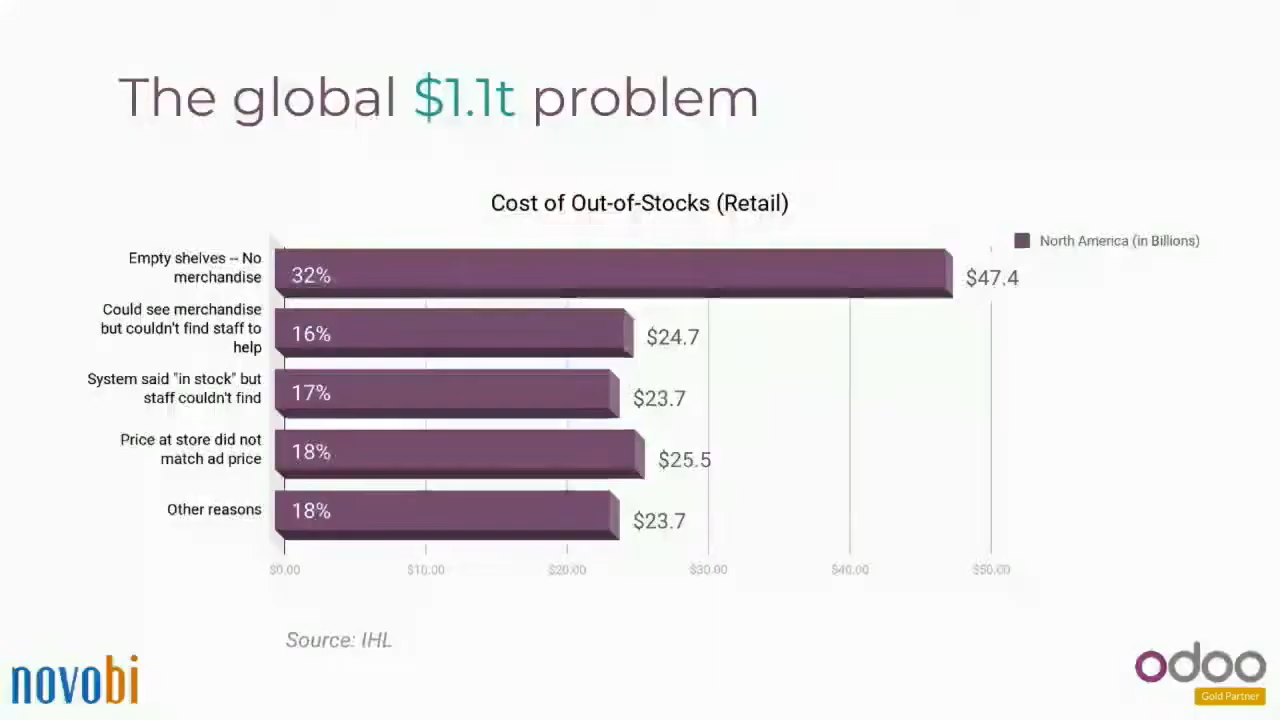 The global $1.1t problem
Cost of Out-of-Stocks (Retail)
North America (in Billions)
Empty shelves -- No
merchandise
32%
$47.4
Could see merchandise
but couldn't find staff to
help
16%
$24.7
System said "in stock" but
staff couldn't find
17%
$23.7
Price at store did not
match ad price
18%
$25.5
Other reasons
18%
$23.7
$0.00 $10.00 $20.00 $30.00 $40.00 $50.00
Source: IHL
novobi
odoo
Gold Partner